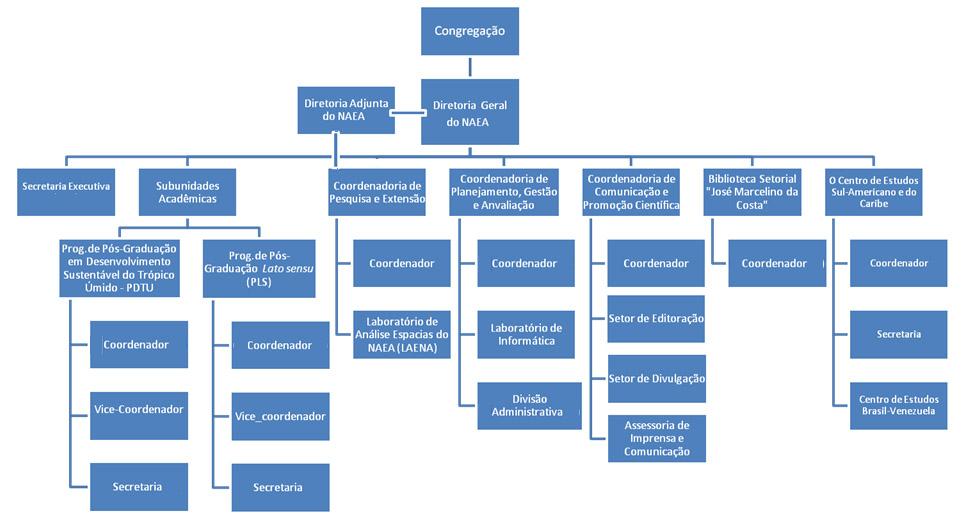 Congregação
Diretoria Adjunta
do NAEA
Diretoria Geral
do NAEA
Secretaria Executiva
Subunidades
Acadêmicas
Coordenadoria de
Pesquisa e Extensão
Coordenadoria de
Planejamento, Gestão
e Anvaliação
Coordenadoria de
Comunicação e
Promoção Científica
Biblioteca Setorial
"José Marcelino da
Costa"
O Centro de Estudos
Sul-Americano e do
Caribe
Prog.de Pós-Graduação
em Desenvolvimento
Sustentável do Trópico
Úmido - PDTU
Coordenador
Vice-Coordenador
Secretaria
Prog.de Pós-
Graduação Lato sensu
(PLS)
Coordenador
Vice_coordenador
Secretaria
Coordenador
Laboratório de
Análise Espacias do
NAEA (LAENA)
Coordenador
Laboratório de
Informática
Divisão
Administrativa
Coordenador
Setor de Editoração
Setor de Divulgação
Assessoria de
Imprensa e
Comunicação
Coordenador
Coordenador
Secretaria
Centro de Estudos
Brasil-Venezuela